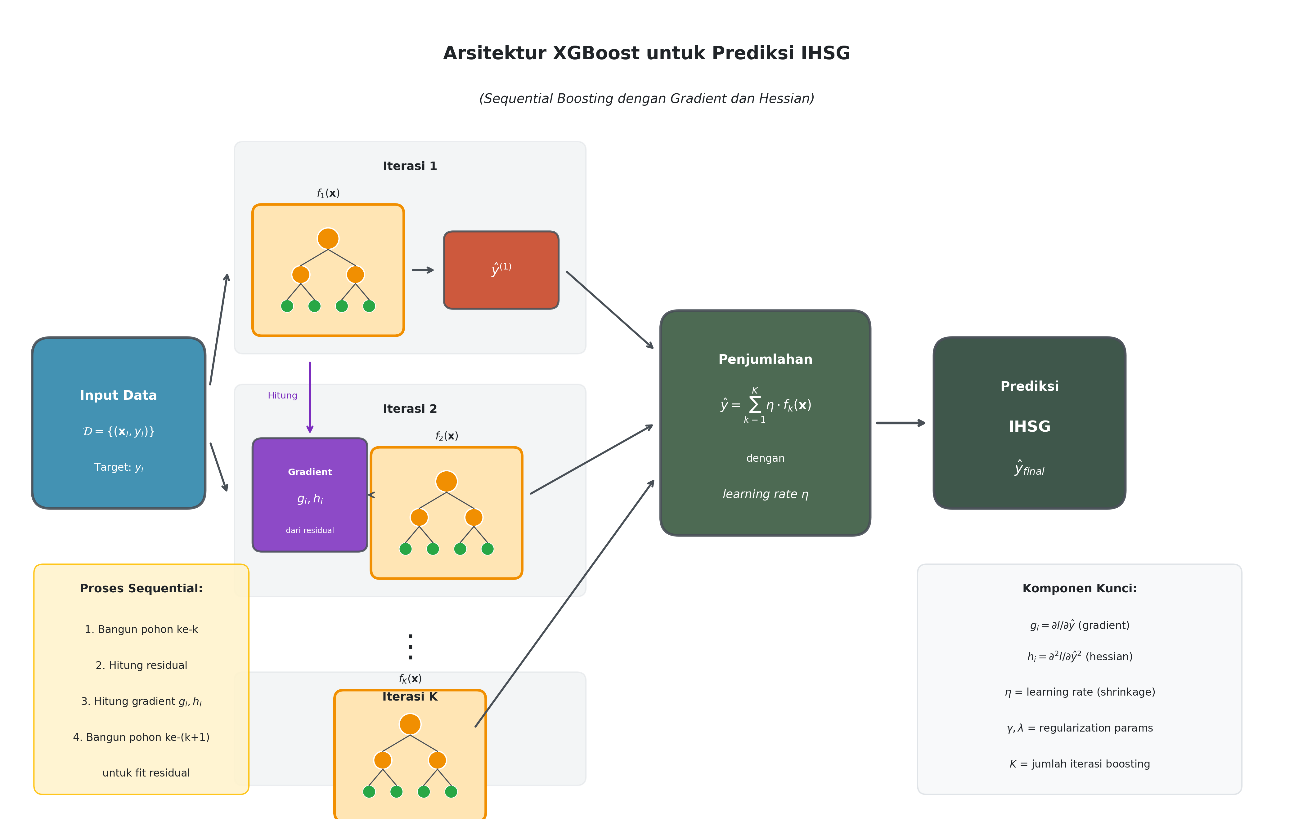 Arsitektur XGBoost untuk Prediksi IHSG
(Sequential Boosting dengan Gradient dan Hessian)
Iterasi 1
f₁(𝐱)
ŷ⁽¹⁾
Input Data
𝒟 = {(𝐱ᵢ, yᵢ)}
Target: yᵢ
Hitung
Iterasi 2
f₂(𝐱)
Gradient
gᵢ, hᵢ
dari residual
Penjumlahan
ŷ = ∑_{k=1}^{K} η · fₖ(𝐱)
dengan
learning rate η
Prediksi
IHSG
ŷ_{final}
Proses Sequential:
1. Bangun pohon ke-k
2. Hitung residual
3. Hitung gradient gᵢ, hᵢ
4. Bangun pohon ke-(k+1)
untuk fit residual
⋮
f_K(𝐱)
Iterasi K
Komponen Kunci:
gᵢ = ∂l/∂ŷ (gradient)
hᵢ = ∂²l/∂ŷ² (hessian)
η = learning rate (shrinkage)
γ, λ = regularization params
K = jumlah iterasi boosting